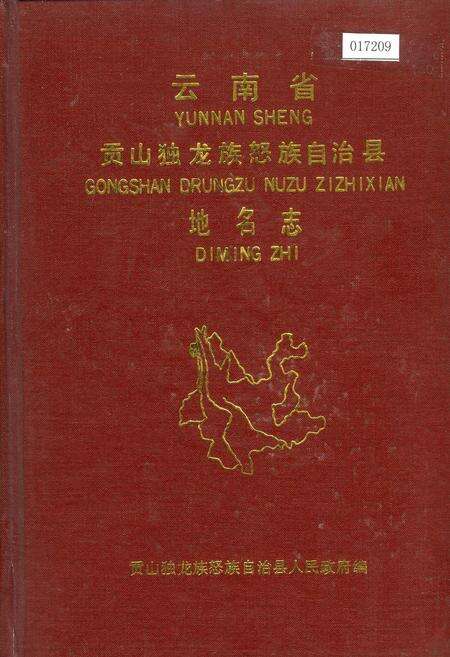 017209
云南省
YUNNAN SHENG
贡山独龙族怒族自治县
GONGSHAN DRUNGZU NUZU ZIZHIXIAN
地名志
DIMING ZHI
贡山独龙族怒族自治县人民政府编